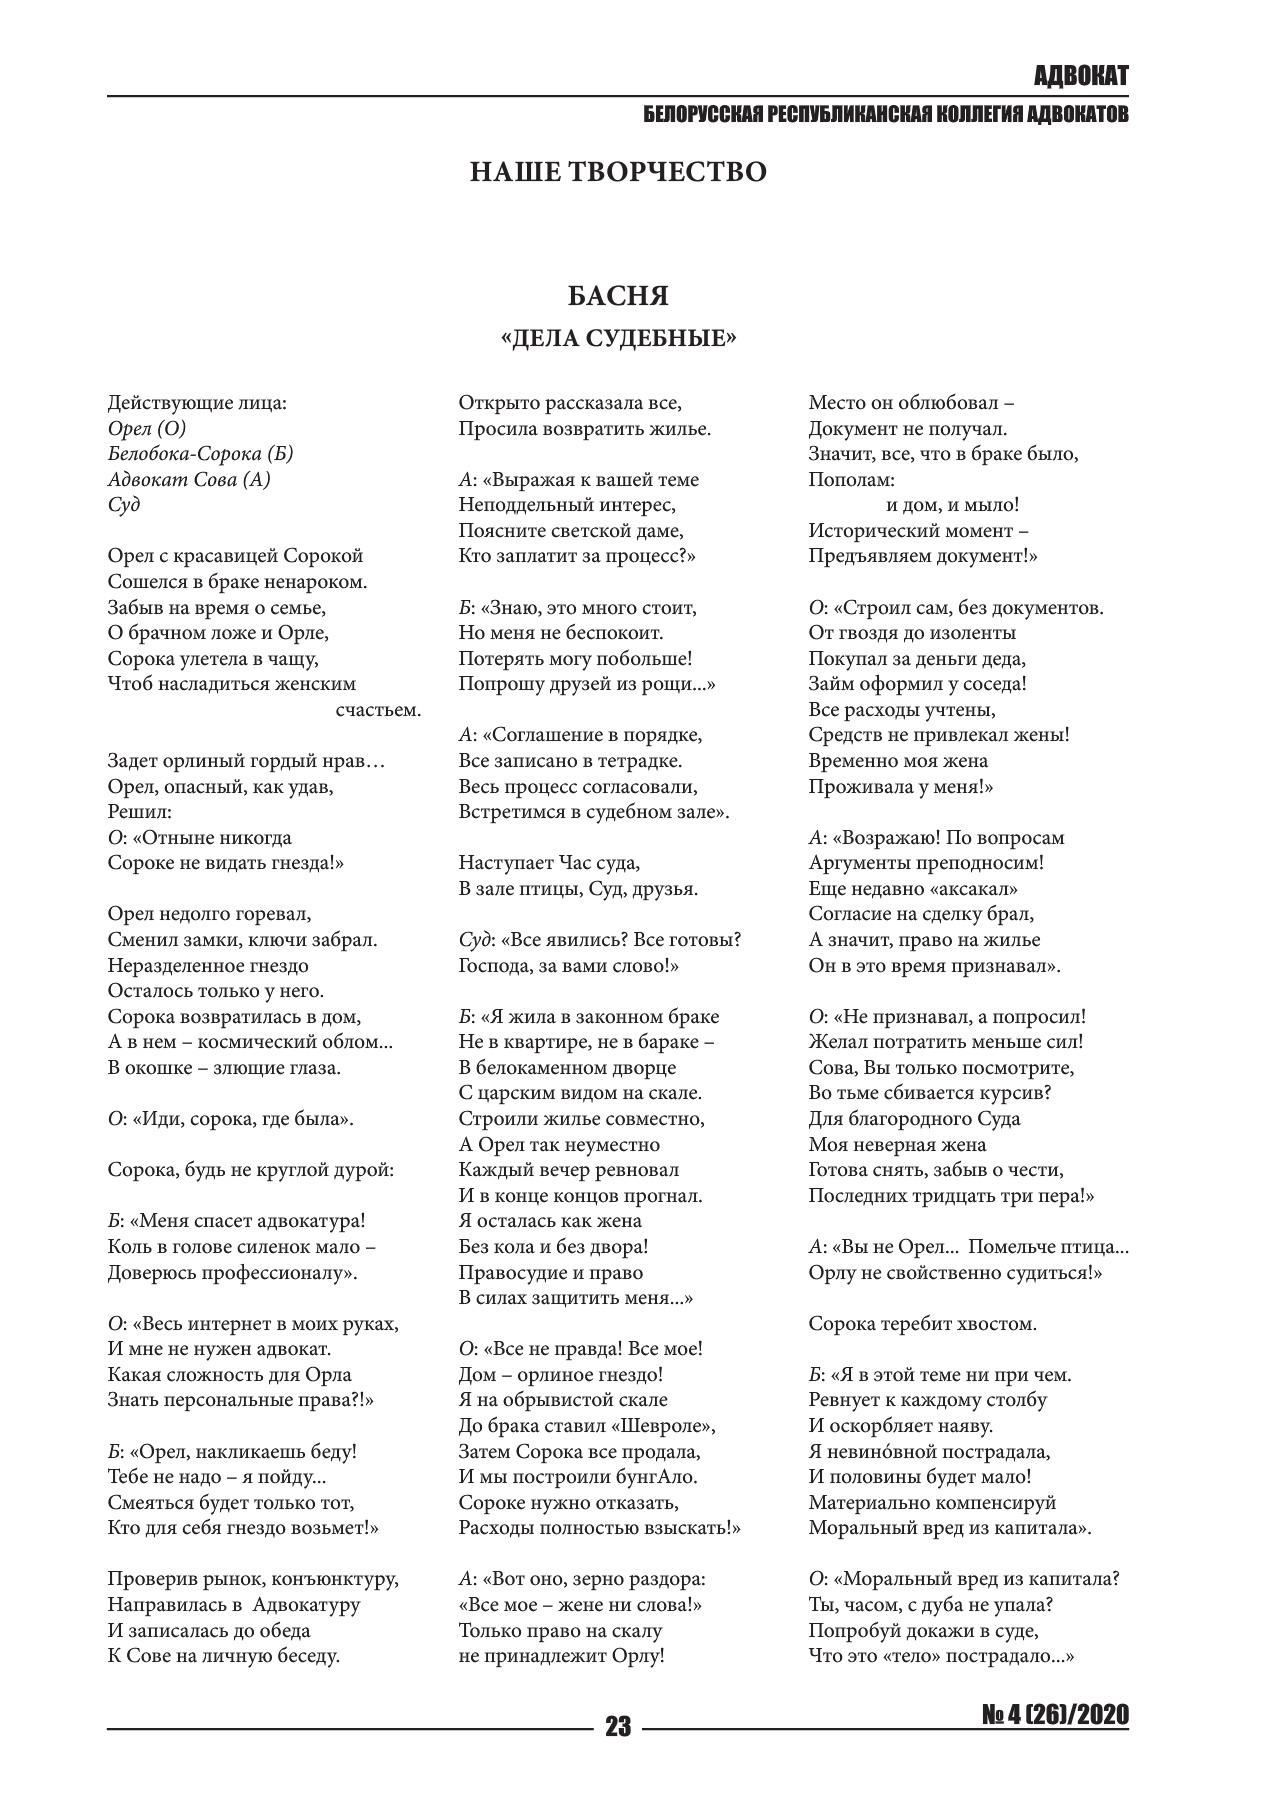 АДВОКАТ
БЕЛОРУССКАЯ РЕСПУБЛИКАНСКАЯ КОЛЛЕГИЯ АДВОКАТОВ
НАШЕ ТВОРЧЕСТВО
БАСНЯ
«ДЕЛА СУДЕБНЫЕ»
Действующие лица:
Орел (О)
Белобока-Сорока (Б)
Адвокат Сова (А)
Суд
Орел с красавицей Сорокой
Сошелся в браке ненароком.
Забыв на время о семье,
О брачном ложе и Орле,
Сорока улетела в чащу,
Чтоб насладиться женским
счастьем.
Задет орлиный гордый нрав…
Орел, опасный, как удав,
Решил:
О: «Отныне никогда
Сороке не видать гнезда!»
Орел недолго горевал,
Сменил замки, ключи забрал.
Неразделенное гнездо
Осталось только у него.
Сорока возвратилась в дом,
А в нем – космический облом...
В окошке – злющие глаза.
О: «Иди, сорока, где была».
Сорока, будь не круглой дурой:
Б: «Меня спасет адвокатура!
Коль в голове силенок мало –
Доверюсь профессионалу».
О: «Весь интернет в моих руках,
И мне не нужен адвокат.
Какая сложность для Орла
Знать персональные права?!»
Б: «Орел, накликаешь беду!
Тебе не надо – я пойду...
Смеяться будет только тот,
Кто для себя гнездо возьмет!»
Проверив рынок, конъюнктуру,
Направилась в Адвокатуру
И записалась до обеда
К Сове на личную беседу.
Открыто рассказала все,
Просила возвратить жилье.
А: «Выражая к вашей теме
Неподдельный интерес,
Поясните светской даме,
Кто заплатит за процесс?»
Б: «Знаю, это много стоит,
Но меня не беспокоит.
Потерять могу побольше!
Попрошу друзей из рощи...»
А: «Соглашение в порядке,
Все записано в тетрадке.
Весь процесс согласовали,
Встретимся в судебном зале».
Наступает Час суда,
В зале птицы, Суд, друзья.
Суд: «Все явились? Все готовы?
Господа, за вами слово!»
Б: «Я жила в законном браке
Не в квартире, не в бараке –
В белокаменном дворце
С царским видом на скале.
Строили жилье совместно,
А Орел так неуместно
Каждый вечер ревновал
И в конце концов прогнал.
Я осталась как жена
Без кола и без двора!
Правосудие и право
В силах защитить меня...»
О: «Все не правда! Все мое!
Дом – орлиное гнездо!
Я на обрывистой скале
До брака ставил «Шевроле»,
Затем Сорока все продала,
И мы построили бунгАло.
Сороке нужно отказать,
Расходы полностью взыскать!»
А: «Вот оно, зерно раздора:
«Все мое – жене ни слова!»
Только право на скалу
не принадлежит Орлу!
Место он облюбовал –
Документ не получал.
Значит, все, что в браке было,
Пополам:
и дом, и мыло!
Исторический момент –
Предъявляем документ!»
О: «Строил сам, без документов.
От гвоздя до изоленты
Покупал за деньги деда,
Займ оформил у соседа!
Все расходы учтены,
Средств не привлекал жены!
Временно моя жена
Проживала у меня!»
А: «Возражаю! По вопросам
Аргументы преподносим!
Еще недавно «аксакал»
Согласие на сделку брал,
А значит, право на жилье
Он в это время признавал».
О: «Не признавал, а попросил!
Желал потратить меньше сил!
Сова, Вы только посмотрите,
Во тьме сбивается курсив?
Для благородного Суда
Моя неверная жена
Готова снять, забыв о чести,
Последних тридцать три пера!»
А: «Вы не Орел... Помельче птица...
Орлу не свойственно судиться!»
Сорока теребит хвостом.
Б: «Я в этой теме ни при чем.
Ревнует к каждому столбу
И оскорбляет наяву.
Я невино́вной пострадала,
И половины будет мало!
Материально компенсируй
Моральный вред из капитала».
О: «Моральный вред из капитала?
Ты, часом, с дуба не упала?
Попробуй докажи в суде,
Что это «тело» пострадало...»
№ 4 (26)/2020
23